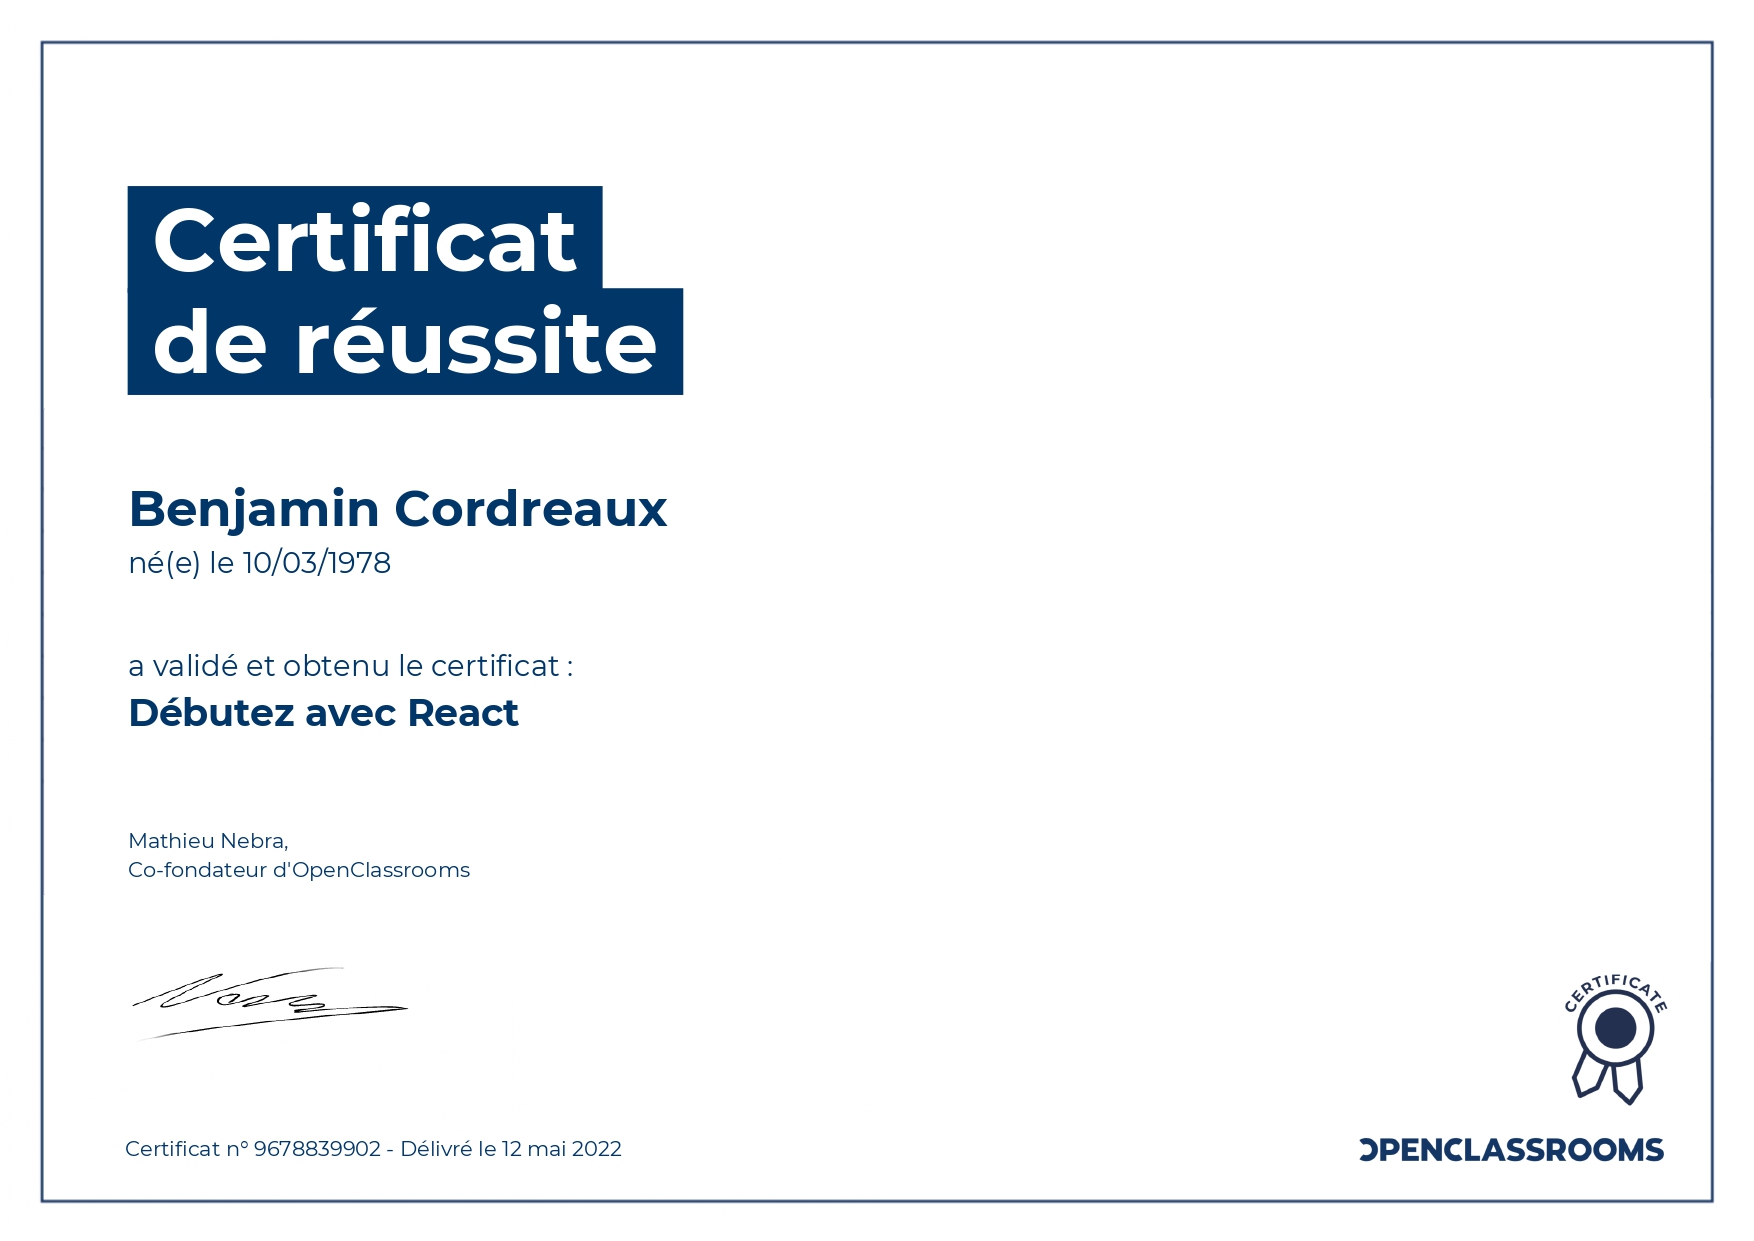 Certificat
de réussite
Benjamin Cordreaux
né(e) le 10/03/1978
a validé et obtenu le certificat :
Débutez avec React
Mathieu Nebra,
Co-fondateur d'OpenClassrooms
CERTIFICATE
Certificat n° 9678839902 - Délivré le 12 mai 2022
OPENCLASSROOMS